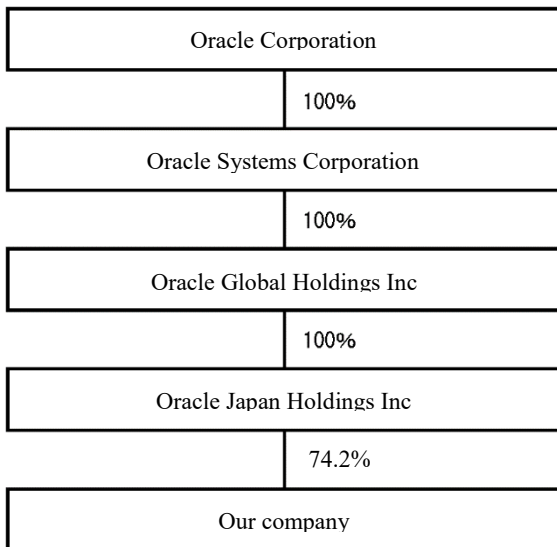 Oracle Corporation
100%
Oracle Systems Corporation
100%
Oracle Global Holdings Inc
100%
Oracle Japan Holdings Inc
74.2%
Our company